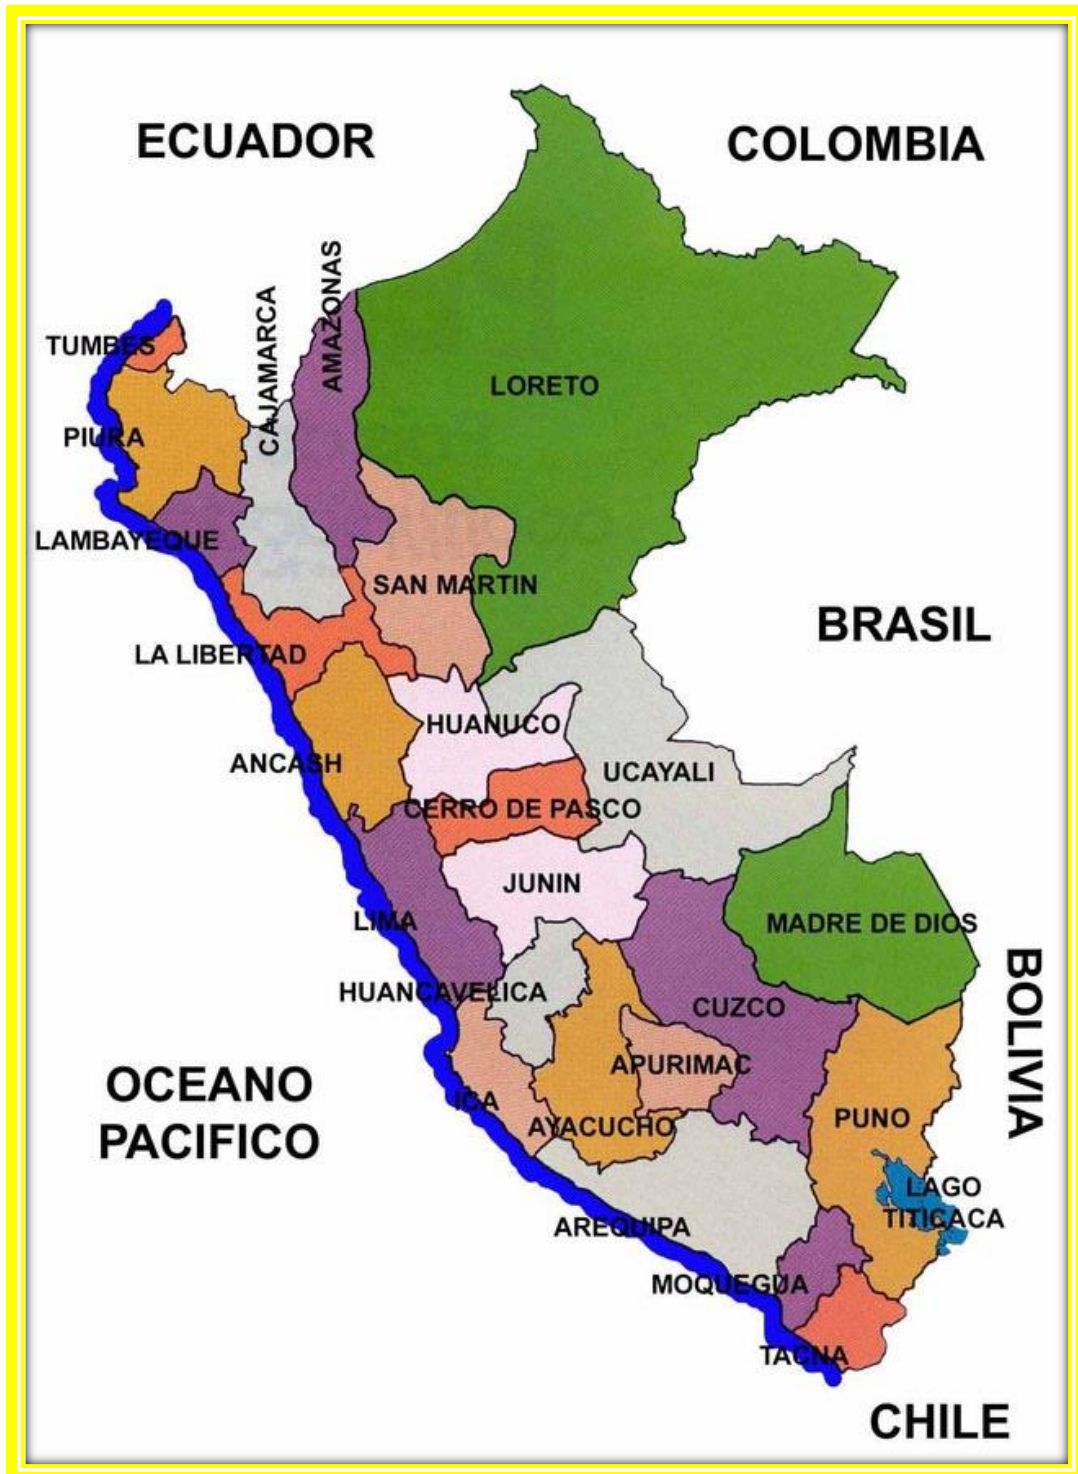 ECUADOR
COLOMBIA
AMAZONAS
CAJAMARCA
TUMBES
LORETO
PIURA
LAMBAYEQUE
SAN MARTIN
BRASIL
LA LIBERTAD
HUANUCO
ANCASH
UCAYALI
CERRO DE PASCO
JUNIN
LIMA
MADRE DE DIOS
HUANCAVELICA
CUZCO
BOLIVIA
APURIMAC
OCEANO
PACIFICO
ICA
AYACUCHO
PUNO
LAGO
TITICACA
AREQUIPA
MOQUEGUA
TACNA
CHILE